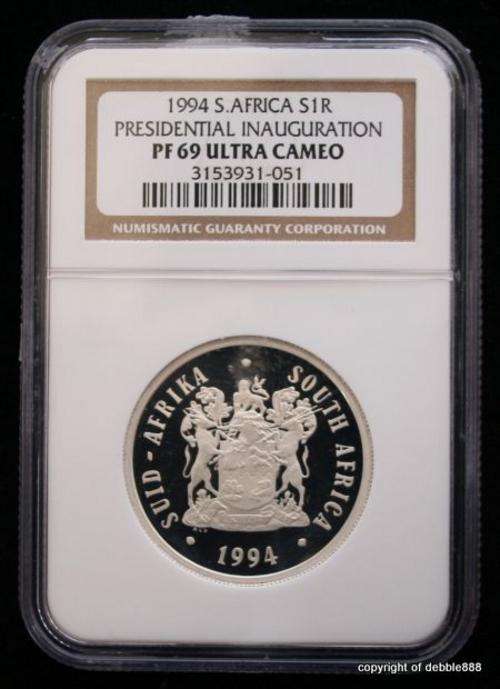 1994 S.AFRICA S1R
PRESIDENTIAL INAUGURATION
PF 69 ULTRA CAMEO
3153931-051
NUMISMATIC GUARANTY CORPORATION
SUID-AFRIKA SOUTH AFRICA
· 1994 ·
copyright of debble888